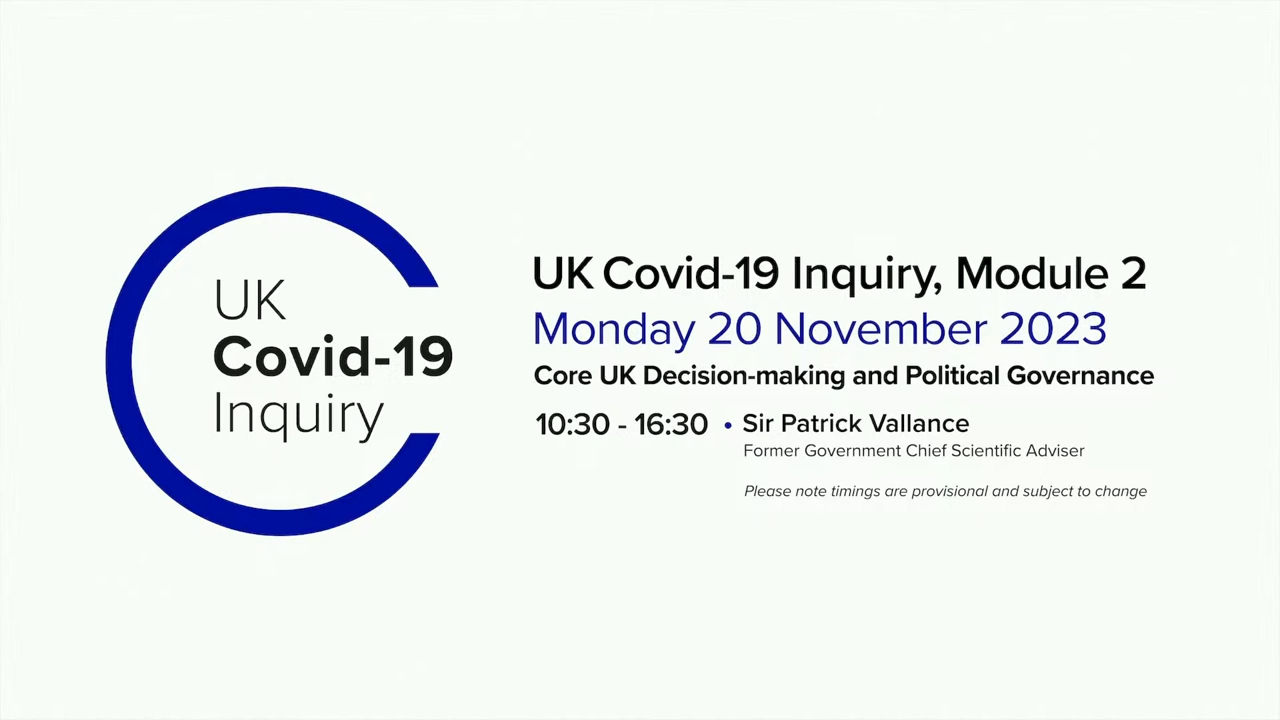 UK
Covid-19
Inquiry
UK Covid-19 Inquiry, Module 2
Monday 20 November 2023
Core UK Decision-making and Political Governance
10:30 - 16:30 • Sir Patrick Vallance
Former Government Chief Scientific Adviser
Please note timings are provisional and subject to change